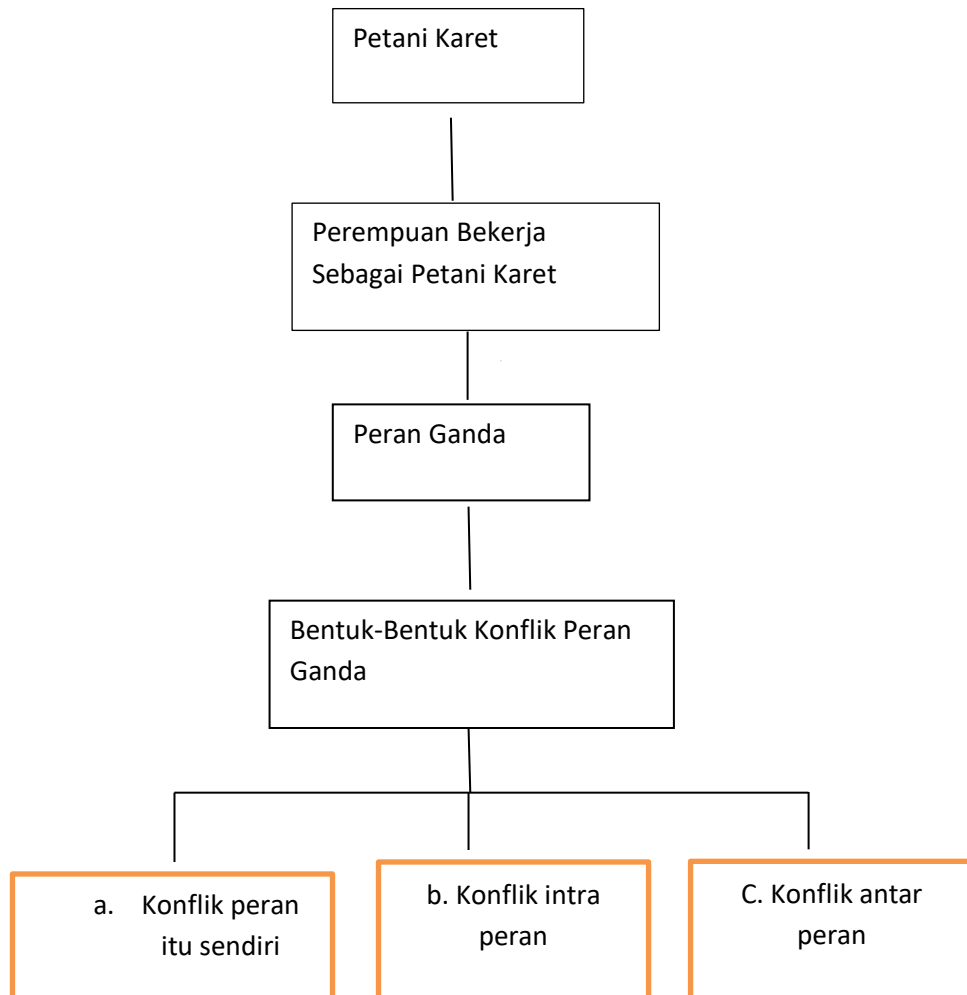 Petani Karet
Perempuan Bekerja
Sebagai Petani Karet
Peran Ganda
Bentuk-Bentuk Konflik Peran
Ganda
a. Konflik peran
itu sendiri
b. Konflik intra
peran
C. Konflik antar
peran